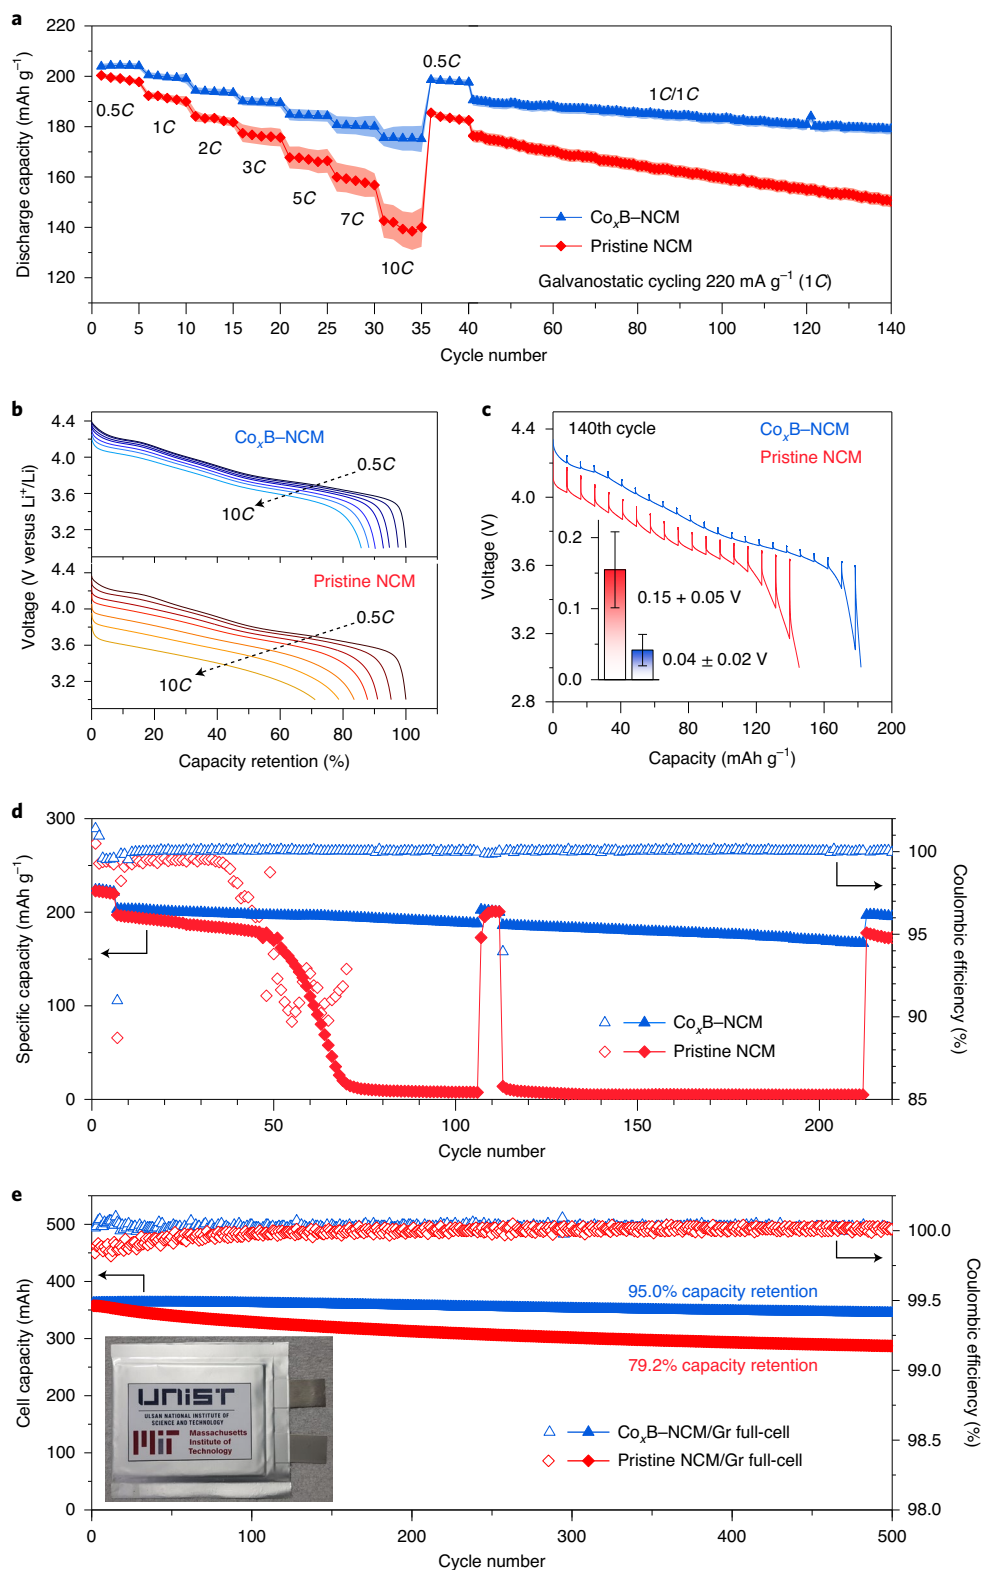 a
220
200
180
160
140
120
Discharge capacity (mAh g⁻¹)
0.5C
1C
2C
3C
5C
7C
10C
0.5C
1C/1C
CoₓB–NCM
Pristine NCM
Galvanostatic cycling 220 mA g⁻¹ (1C)
0 5 10 15 20 25 30 35 40 60 80 100 120 140
Cycle number
b
4.4
4.0
3.6
3.2
CoₓB–NCM
0.5C
10C
4.4
4.0
3.6
3.2
Pristine NCM
0.5C
10C
Voltage (V versus Li⁺/Li)
0 20 40 60 80 100
Capacity retention (%)
c
140th cycle
CoₓB–NCM
Pristine NCM
4.4
4.0
3.6
3.2
2.8
Voltage (V)
0.2
0.1
0.0
0.15 + 0.05 V
0.04 ± 0.02 V
0 40 80 120 160 200
Capacity (mAh g⁻¹)
d
300
200
100
0
Specific capacity (mAh g⁻¹)
100
95
90
85
Coulombic efficiency (%)
CoₓB–NCM
Pristine NCM
0 50 100 150 200
Cycle number
e
500
400
300
200
100
0
Cell capacity (mAh)
100.0
99.5
99.0
98.5
98.0
Coulombic efficiency (%)
95.0% capacity retention
79.2% capacity retention
UNIST
ULSAN NATIONAL INSTITUTE OF
SCIENCE AND TECHNOLOGY
MIT
Massachusetts
Institute of
Technology
CoₓB–NCM/Gr full-cell
Pristine NCM/Gr full-cell
0 100 200 300 400 500
Cycle number